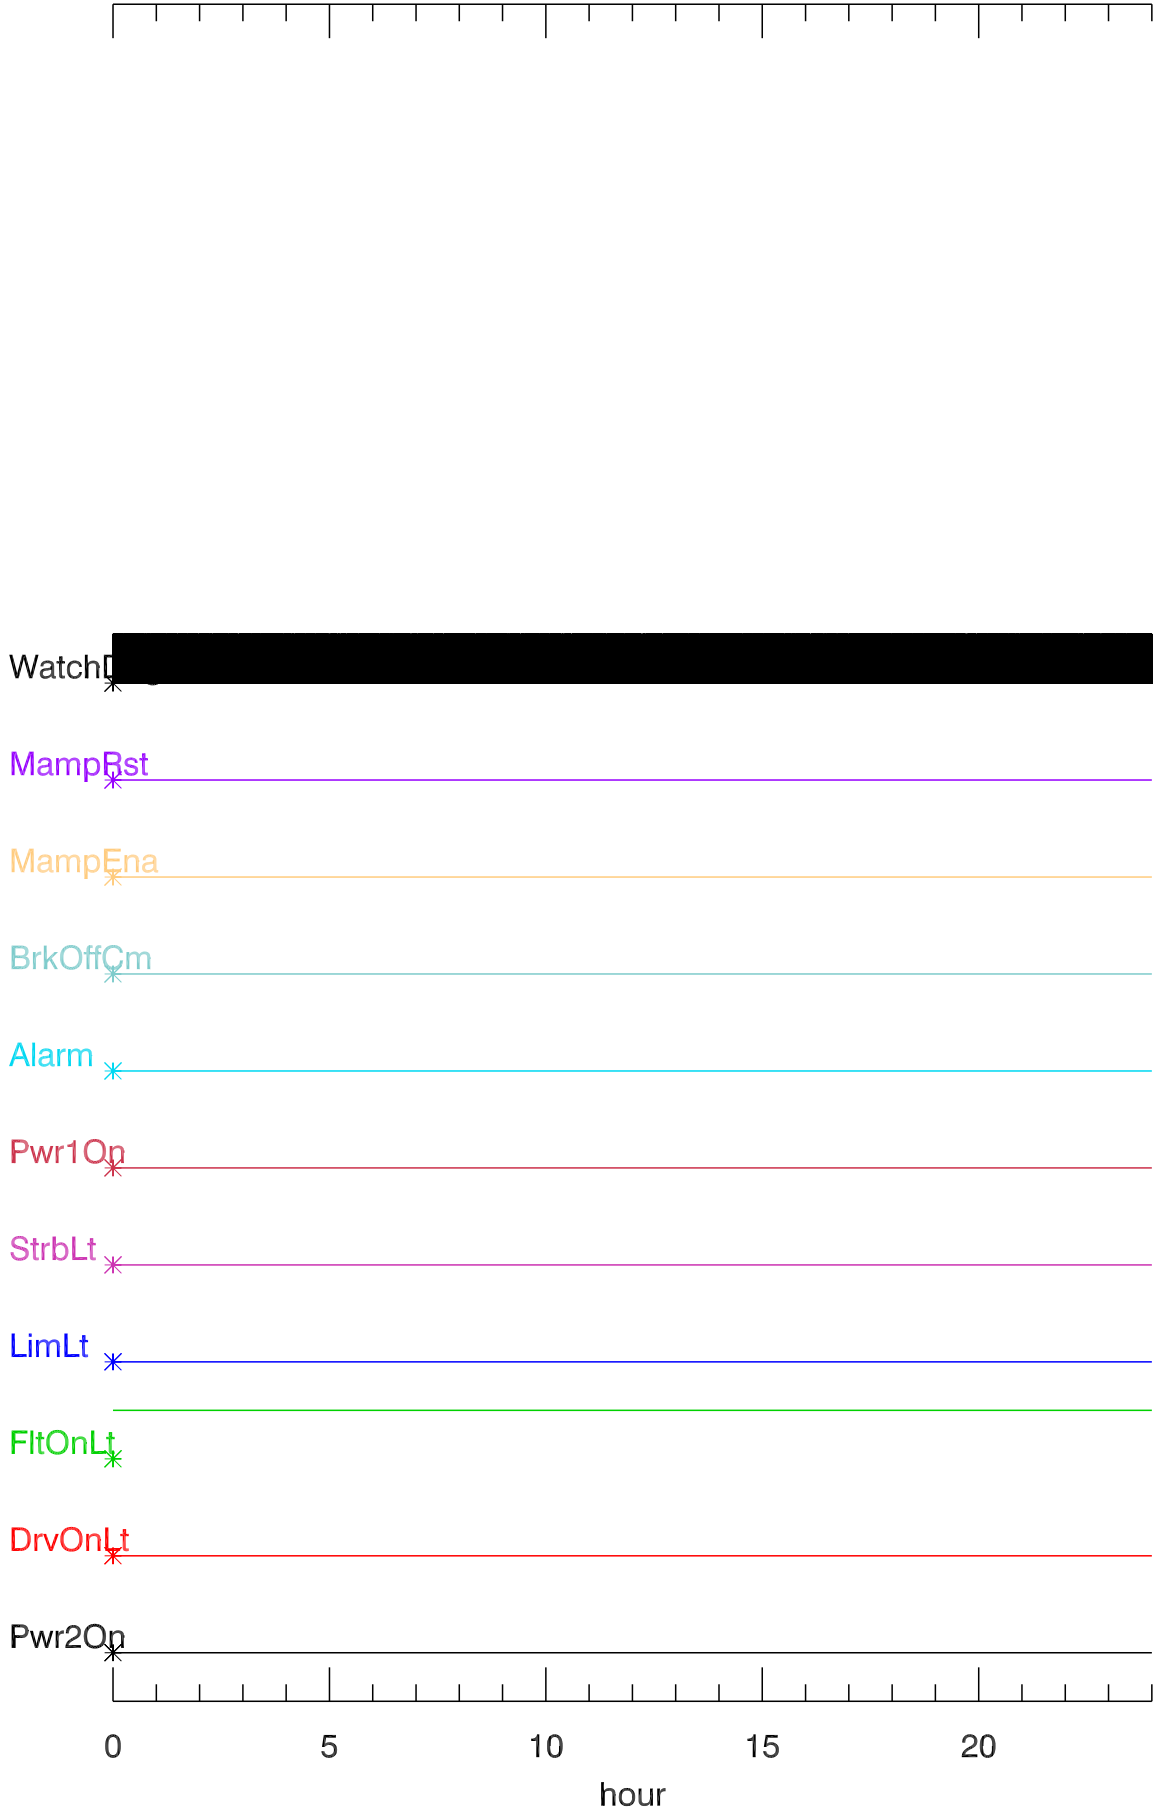 WatchD
MampRst
MampEna
BrkOffCm
Alarm
Pwr1On
StrbLt
LimLt
FltOnLt
DrvOnLt
Pwr2On
0 5 10 15 20
hour